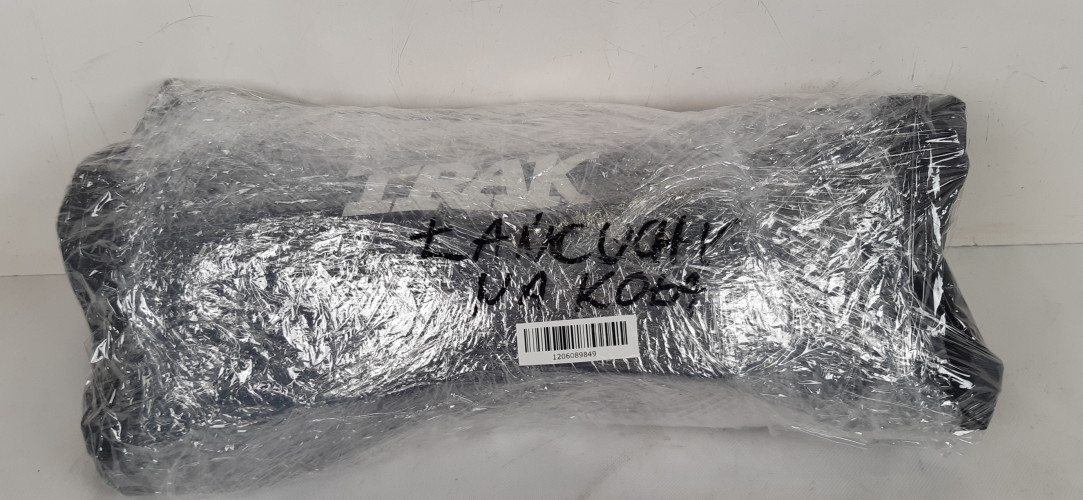 TRAK
ŁAŃCUCHY
NA KOŁA
1206089849